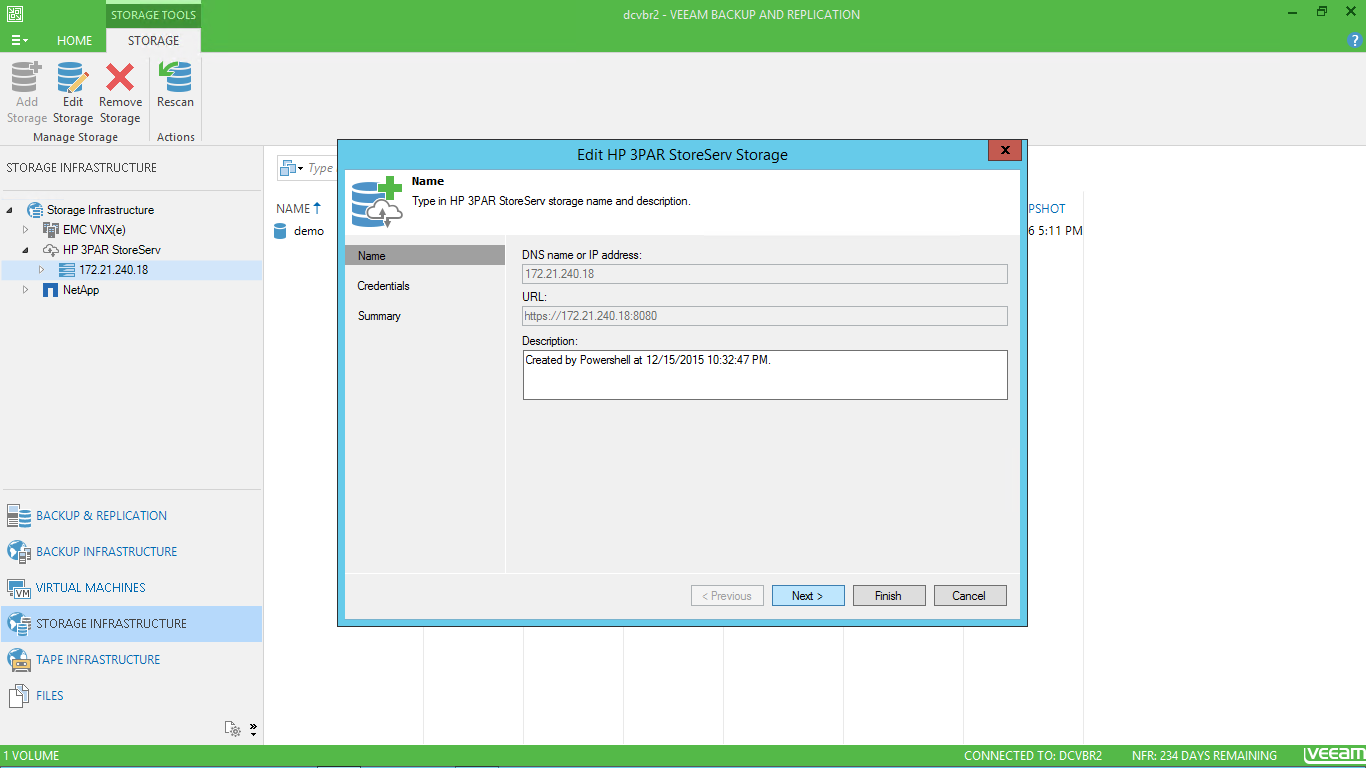 STORAGE TOOLS
dcvbr2 - VEEAM BACKUP AND REPLICATION
HOME
STORAGE
?
Add
Storage
Edit
Storage
Remove
Storage
Rescan
Manage Storage
Actions
STORAGE INFRASTRUCTURE
Storage Infrastructure
EMC VNX(e)
HP 3PAR StoreServ
172.21.240.18
NetApp
BACKUP & REPLICATION
BACKUP INFRASTRUCTURE
VIRTUAL MACHINES
STORAGE INFRASTRUCTURE
TAPE INFRASTRUCTURE
FILES
Type
NAME
demo
PSHOT
6 5:11 PM
Edit HP 3PAR StoreServ Storage
x
Name
Type in HP 3PAR StoreServ storage name and description.
Name
Credentials
Summary
DNS name or IP address:
172.21.240.18
URL:
https://172.21.240.18:8080
Description:
Created by Powershell at 12/15/2015 10:32:47 PM.
< Previous
Next >
Finish
Cancel
1 VOLUME
CONNECTED TO: DCVBR2
NFR: 234 DAYS REMAINING
veeam